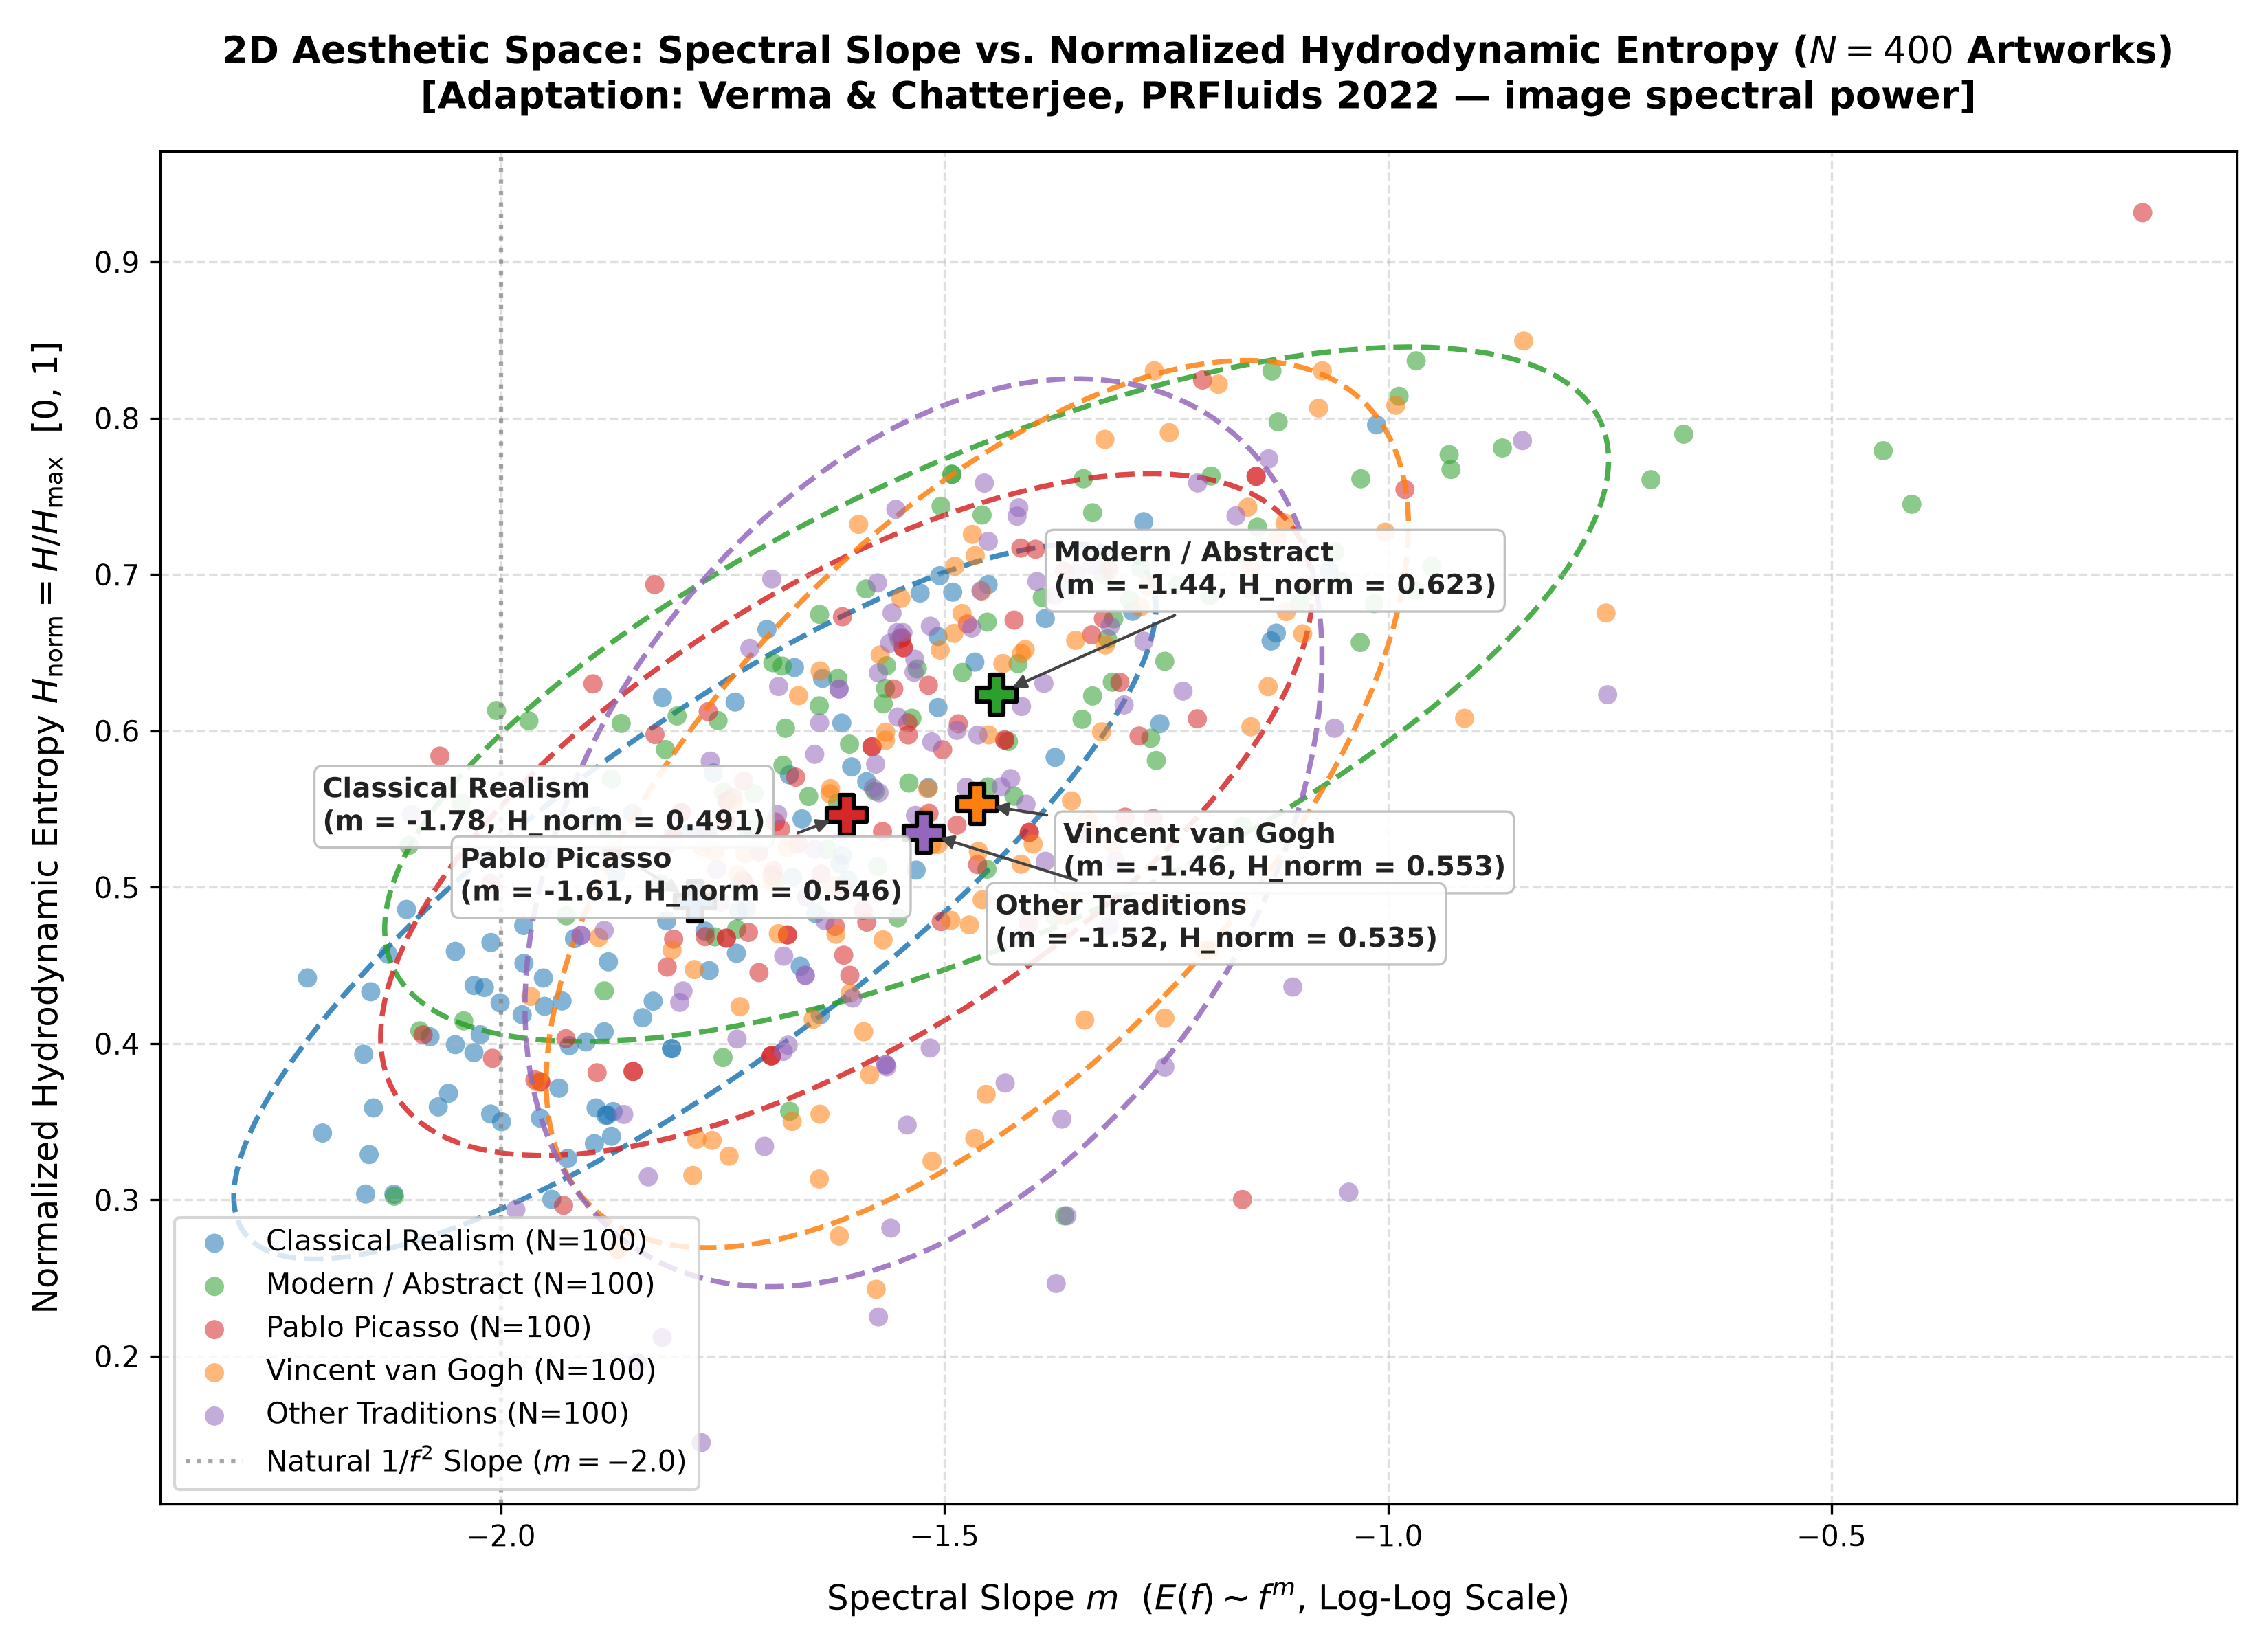 2D Aesthetic Space: Spectral Slope vs. Normalized Hydrodynamic Entropy (N = 400 Artworks)
[Adaptation: Verma & Chatterjee, PRFluids 2022 — image spectral power]
Normalized Hydrodynamic Entropy H_norm = H/H_max [0, 1]
0.9
0.8
0.7
0.6
0.5
0.4
0.3
0.2
Modern / Abstract
(m = -1.44, H_norm = 0.623)
Classical Realism
(m = -1.78, H_norm = 0.491)
Pablo Picasso
(m = -1.61, H_norm = 0.546)
Vincent van Gogh
(m = -1.46, H_norm = 0.553)
Other Traditions
(m = -1.52, H_norm = 0.535)
Classical Realism (N=100)
Modern / Abstract (N=100)
Pablo Picasso (N=100)
Vincent van Gogh (N=100)
Other Traditions (N=100)
Natural 1/f² Slope (m = −2.0)
−2.0
−1.5
−1.0
−0.5
Spectral Slope m (E(f) ~ f^m, Log-Log Scale)